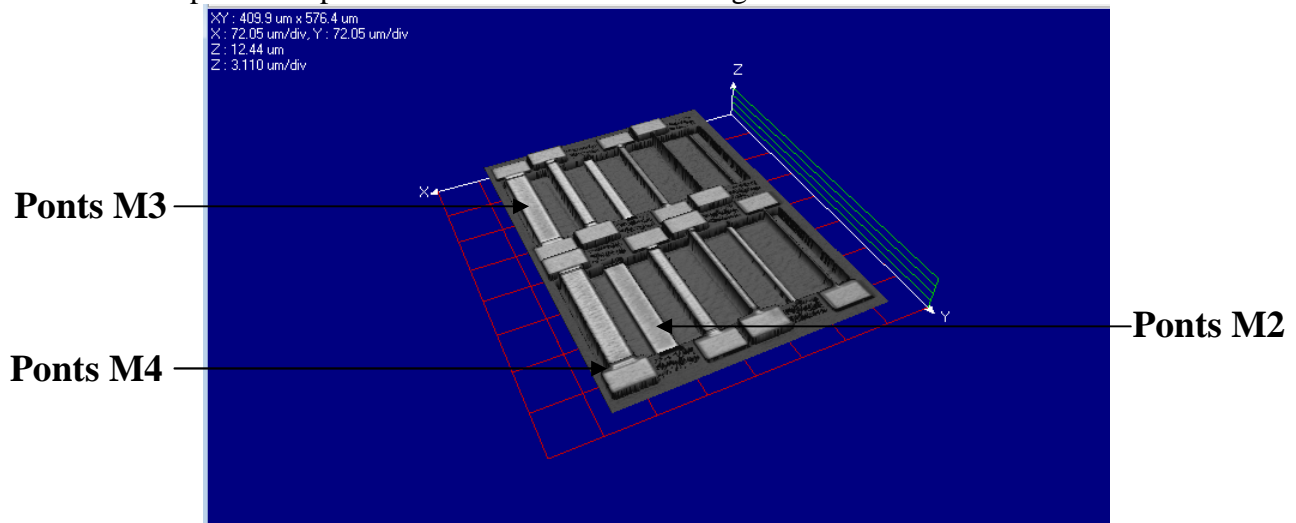 XY : 409.9 um x 576.4 um
X : 72.05 um/div, Y : 72.05 um/div
Z : 12.44 um
Z : 3.110 um/div
Z
X
Ponts M3
Y
Ponts M2
Ponts M4